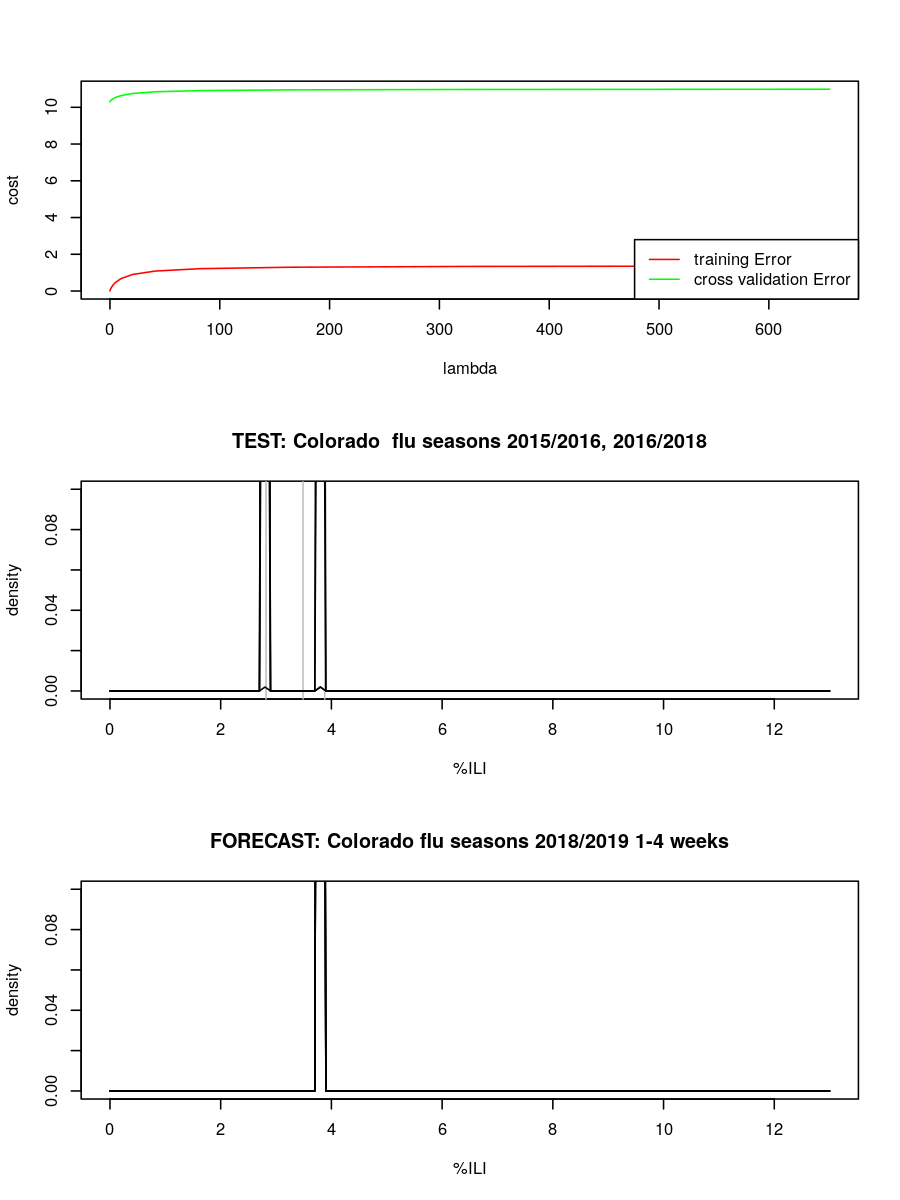 cost
10
8
6
4
2
0
training Error
cross validation Error
0 100 200 300 400 500 600
lambda
TEST: Colorado  flu seasons 2015/2016, 2016/2018
density
0.08
0.04
0.00
0 2 4 6 8 10 12
%ILI
FORECAST: Colorado flu seasons 2018/2019 1-4 weeks
density
0.08
0.04
0.00
0 2 4 6 8 10 12
%ILI